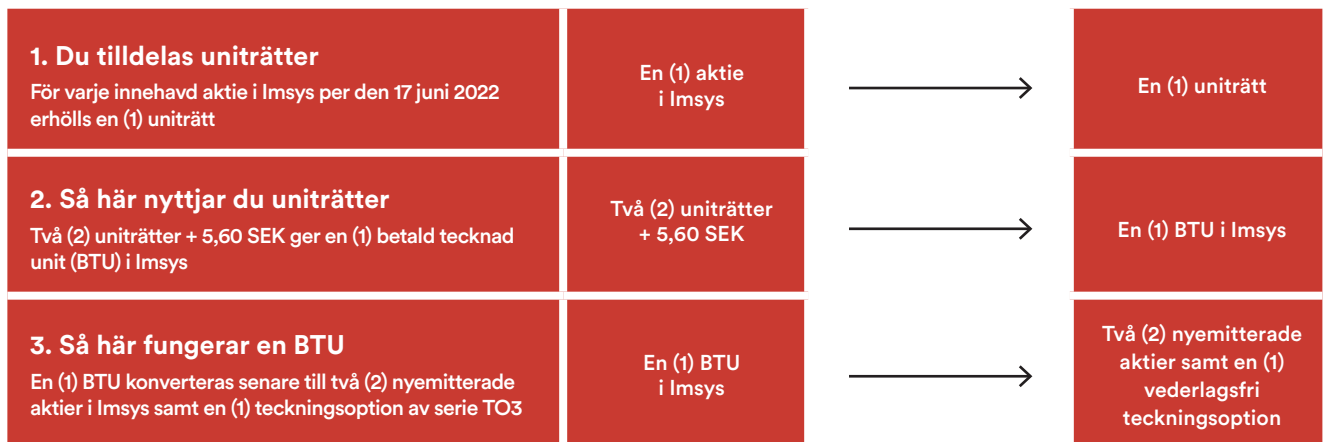 1. Du tilldelas uniträtter
För varje innehavd aktie i Imsys per den 17 juni 2022
erhölls en (1) uniträtt
En (1) aktie
i Imsys
En (1) uniträtt
2. Så här nyttjar du uniträtter
Två (2) uniträtter + 5,60 SEK ger en (1) betald tecknad
unit (BTU) i Imsys
Två (2) uniträtter
+ 5,60 SEK
En (1) BTU i Imsys
3. Så här fungerar en BTU
En (1) BTU konverteras senare till två (2) nyemitterade
aktier i Imsys samt en (1) teckningsoption av serie TO3
En (1) BTU
i Imsys
Två (2) nyemitterade
aktier samt en (1)
vederlagsfri
teckningsoption